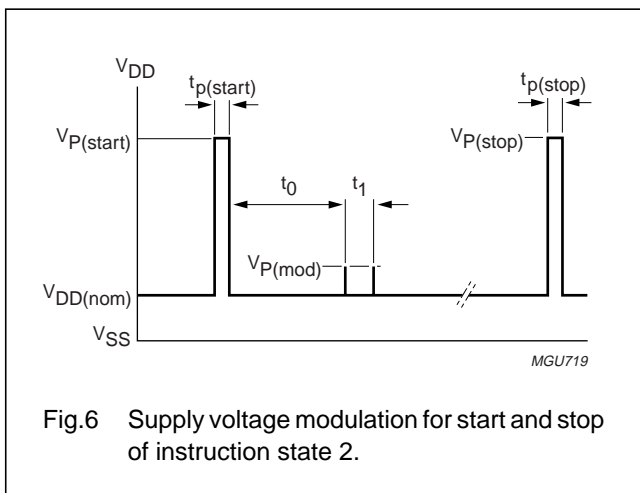 VDD
tp(start)
tp(stop)
VP(start)
VP(stop)
t0
t1
VP(mod)
VDD(nom)
VSS
MGU719
Fig.6 Supply voltage modulation for start and stop
of instruction state 2.